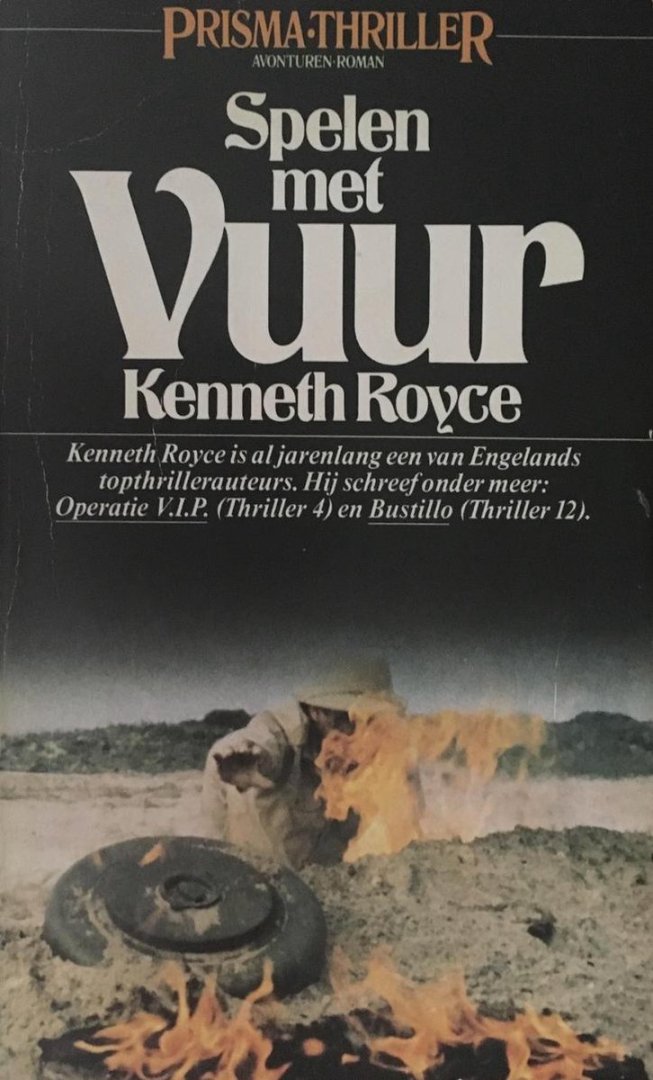 PRISMA·THRILLER
AVONTUREN·ROMAN
Spelen
met
Vuur
Kenneth Royce
Kenneth Royce is al jarenlang een van Engelands
topthrillerauteurs. Hij schreef onder meer:
Operatie V.I.P. (Thriller 4) en Bustillo (Thriller 12).